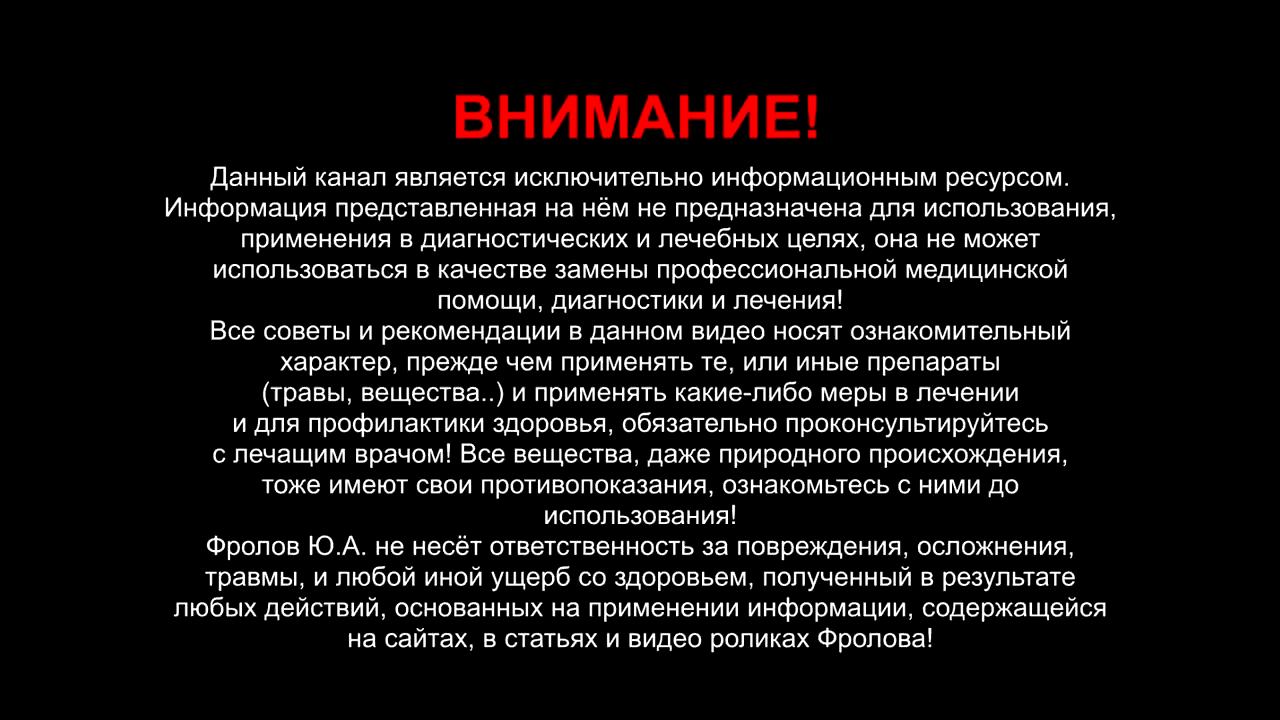 ВНИМАНИЕ!
Данный канал является исключительно информационным ресурсом.
Информация представленная на нём не предназначена для использования,
применения в диагностических и лечебных целях, она не может
использоваться в качестве замены профессиональной медицинской
помощи, диагностики и лечения!
Все советы и рекомендации в данном видео носят ознакомительный
характер, прежде чем применять те, или иные препараты
(травы, вещества..) и применять какие-либо меры в лечении
и для профилактики здоровья, обязательно проконсультируйтесь
с лечащим врачом! Все вещества, даже природного происхождения,
тоже имеют свои противопоказания, ознакомьтесь с ними до
использования!
Фролов Ю.А. не несёт ответственность за повреждения, осложнения,
травмы, и любой иной ущерб со здоровьем, полученный в результате
любых действий, основанных на применении информации, содержащейся
на сайтах, в статьях и видео роликах Фролова!